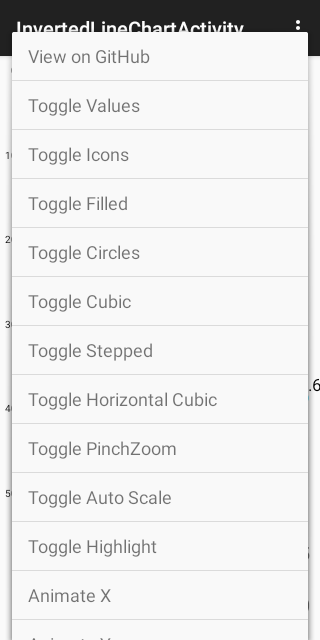 InvertedLineChartActivity
View on GitHub
Toggle Values
Toggle Icons
Toggle Filled
Toggle Circles
Toggle Cubic
Toggle Stepped
Toggle Horizontal Cubic
Toggle PinchZoom
Toggle Auto Scale
Toggle Highlight
Animate X